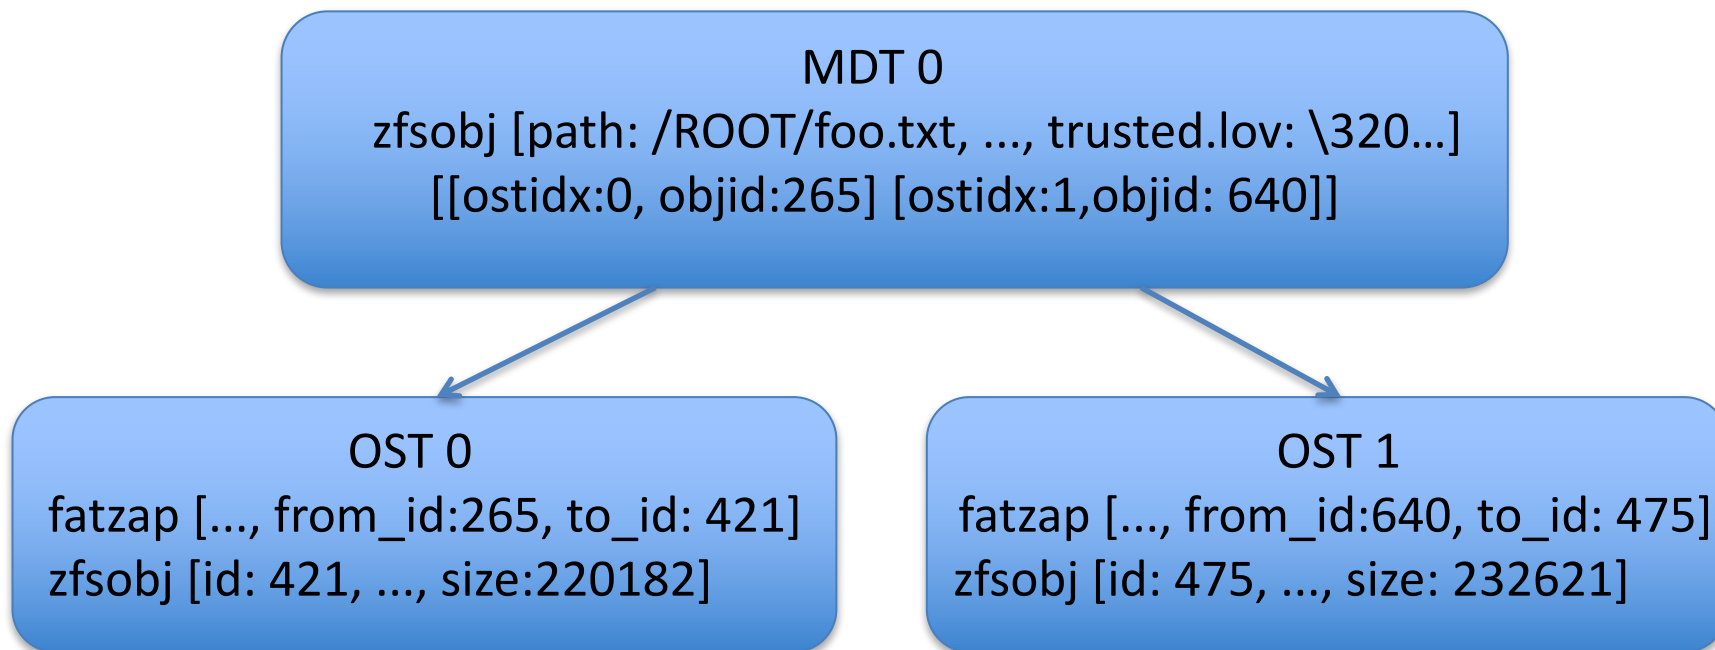 MDT 0
zfsobj [path: /ROOT/foo.txt, ..., trusted.lov: \320...]
[[ostidx:0, objid:265] [ostidx:1,objid: 640]]
OST 0
fatzap [..., from_id:265, to_id: 421]
zfsobj [id: 421, ..., size:220182]
OST 1
fatzap [..., from_id:640, to_id: 475]
zfsobj [id: 475, ..., size: 232621]